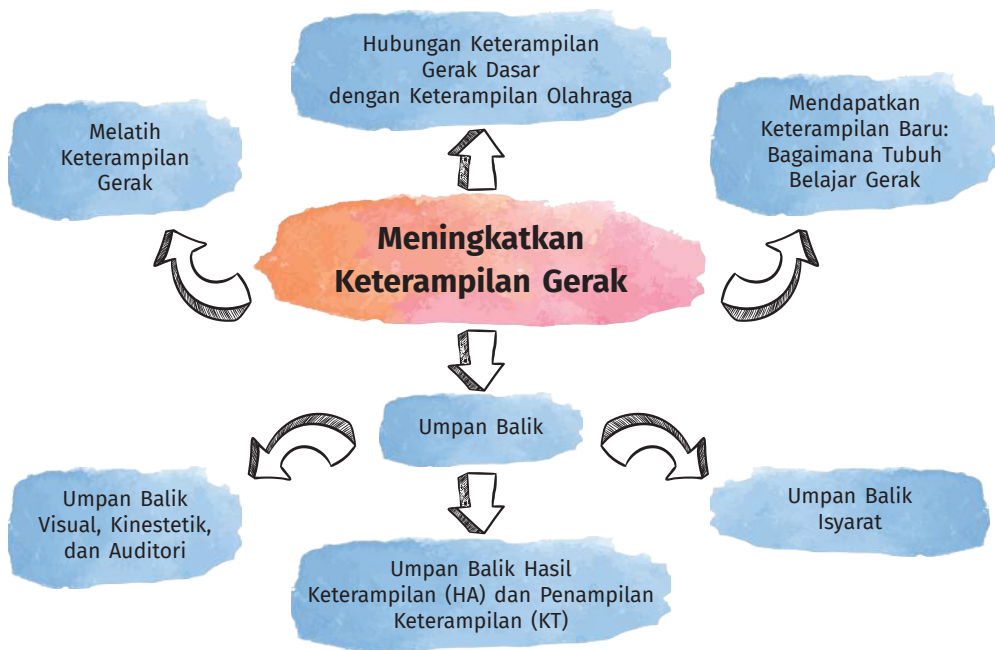 Hubungan Keterampilan
Gerak Dasar
dengan Keterampilan Olahraga
Melatih
Keterampilan
Gerak
Mendapatkan
Keterampilan Baru:
Bagaimana Tubuh
Belajar Gerak
Meningkatkan
Keterampilan Gerak
Umpan Balik
Umpan Balik
Visual, Kinestetik,
dan Auditori
Umpan Balik Hasil
Keterampilan (HA) dan Penampilan
Keterampilan (KT)
Umpan Balik
Isyarat